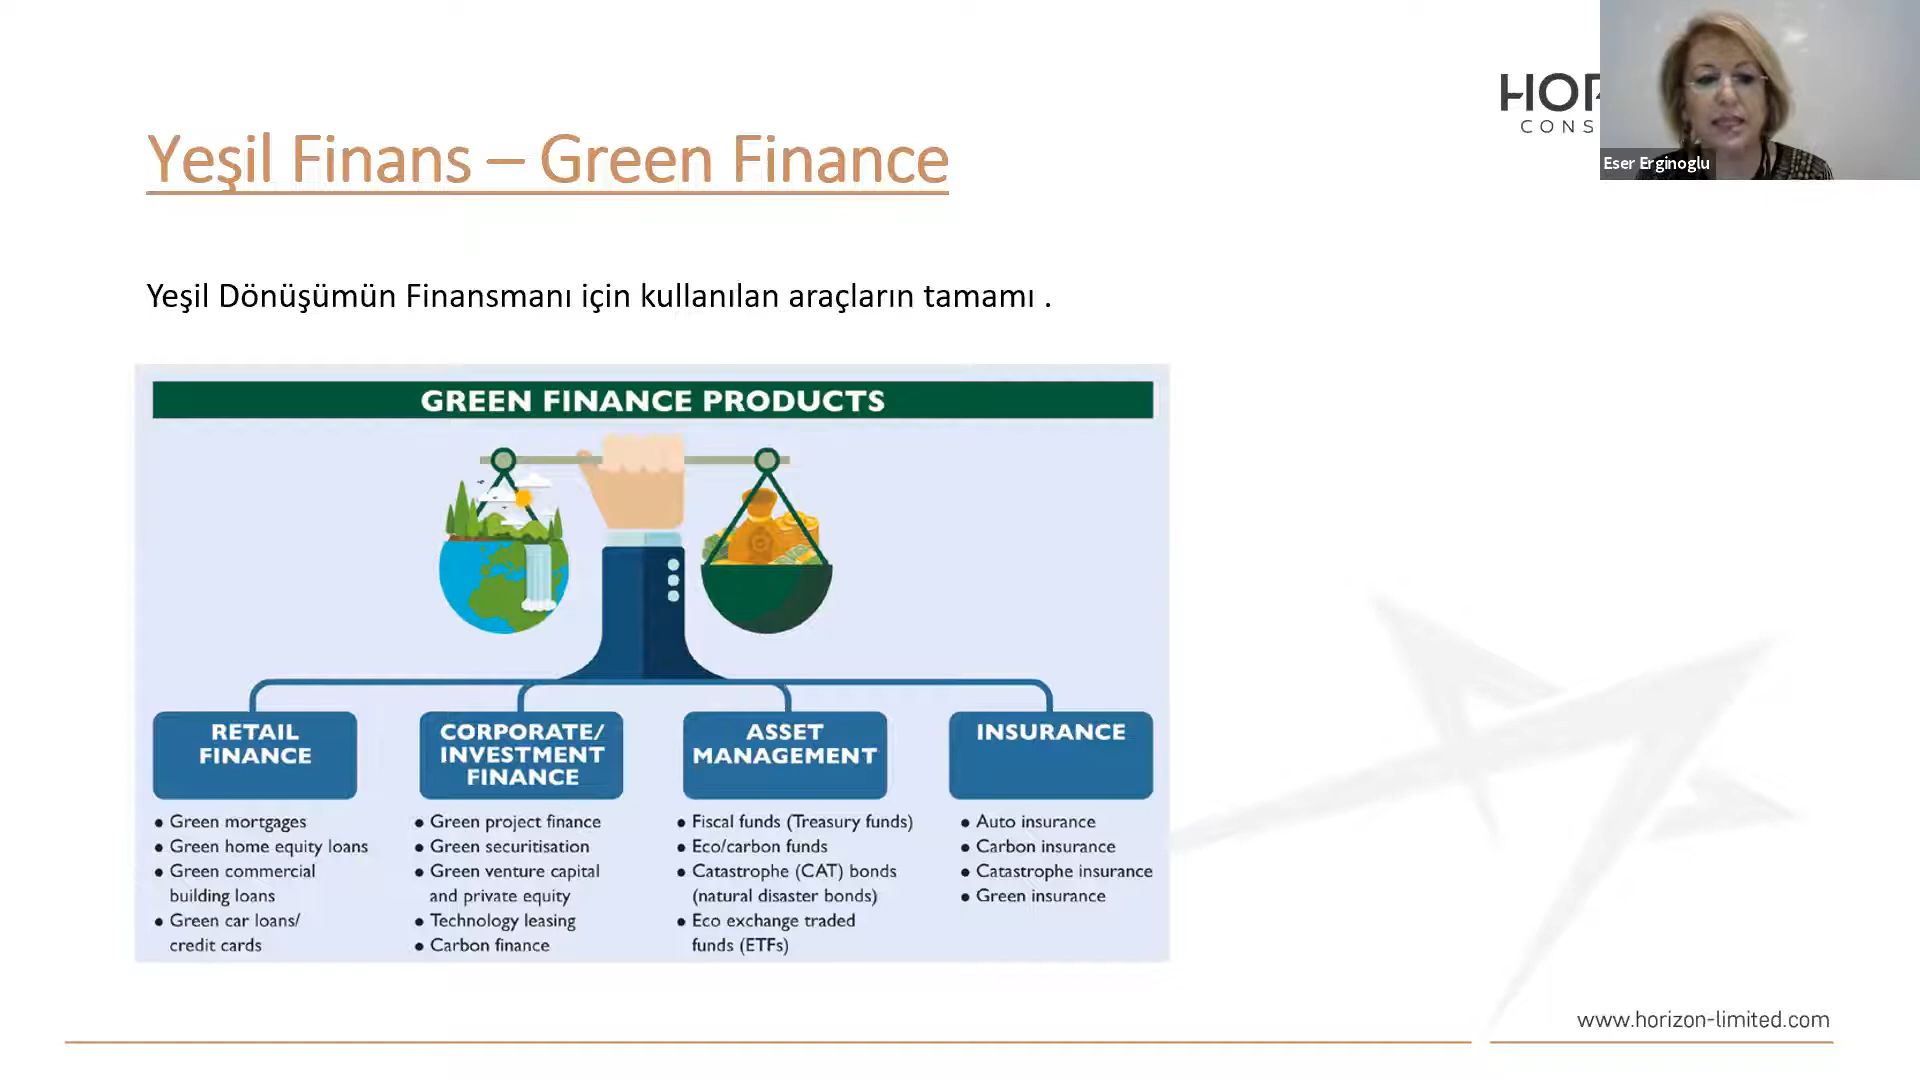 Yeşil Finans – Green Finance
Eser Erginoglu
Yeşil Dönüşümün Finansmanı için kullanılan araçların tamamı .
GREEN FINANCE PRODUCTS
RETAIL
FINANCE
● Green mortgages
● Green home equity loans
● Green commercial
building loans
● Green car loans/
credit cards
CORPORATE/
INVESTMENT
FINANCE
● Green project finance
● Green securitisation
● Green venture capital
and private equity
● Technology leasing
● Carbon finance
ASSET
MANAGEMENT
● Fiscal funds (Treasury funds)
● Eco/carbon funds
● Catastrophe (CAT) bonds
(natural disaster bonds)
● Eco exchange traded
funds (ETFs)
INSURANCE
● Auto insurance
● Carbon insurance
● Catastrophe insurance
● Green insurance
www.horizon-limited.com